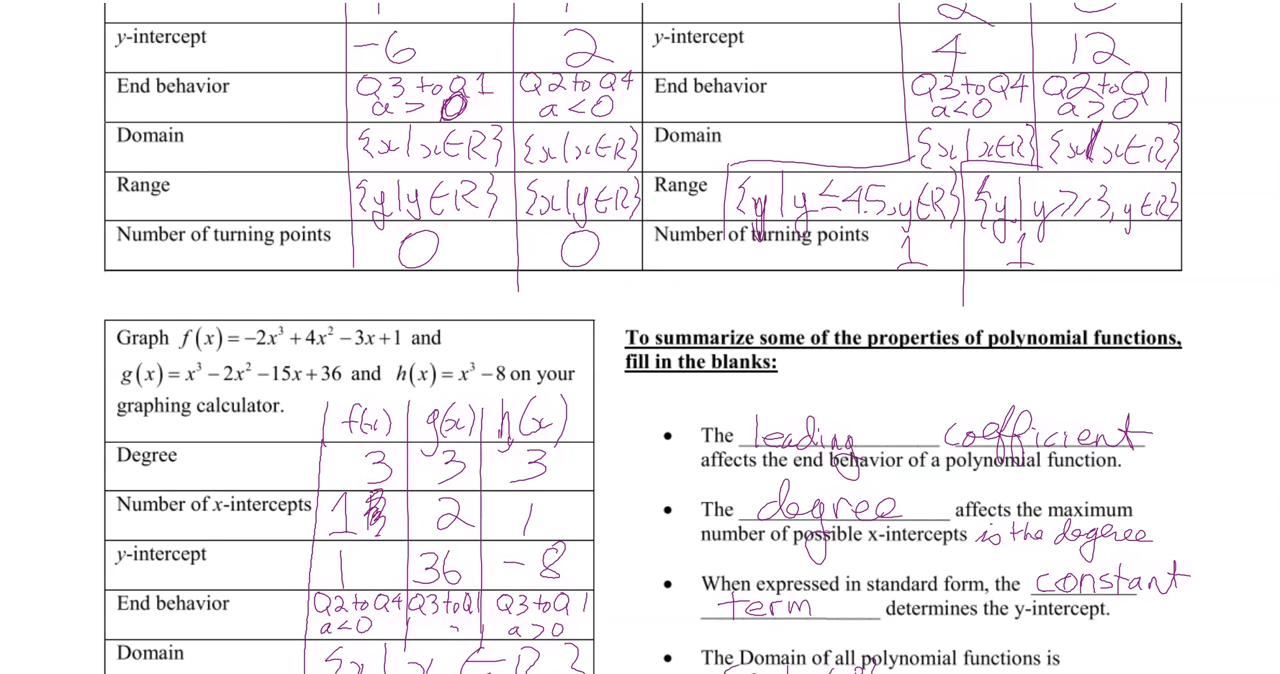 y-intercept -6 2 y-intercept 4 12
End behavior Q3 to Q1 a > 0 Q2 to Q4 a < 0 End behavior Q3 to Q4 a<0 Q2 to Q1 a>0
Domain {x|x∈R} {x|x∈R} Domain {x|x∈R} {x|x∈R}
Range {y|y∈R} {x|y∈R} Range {y|y≤4.5,y∈R} {y|y≥3,y∈R}
Number of turning points 0 0 Number of turning points 1 1
Graph f(x) = -2x³ + 4x² - 3x + 1 and
g(x) = x³ - 2x² - 15x + 36 and h(x) = x³ - 8 on your
graphing calculator.
f(x) g(x) h(x)
Degree 3 3 3
Number of x-intercepts 1 2 1
y-intercept 1 36 -8
End behavior Q2 to Q4 a<0 Q3 to Q1 " Q3 to Q1 a>0
Domain {x|x∈R}
To summarize some of the properties of polynomial functions,
fill in the blanks:
• The leading coefficient
affects the end behavior of a polynomial function.
• The degree affects the maximum
number of possible x-intercepts is the degree
• When expressed in standard form, the constant
term determines the y-intercept.
• The Domain of all polynomial functions is